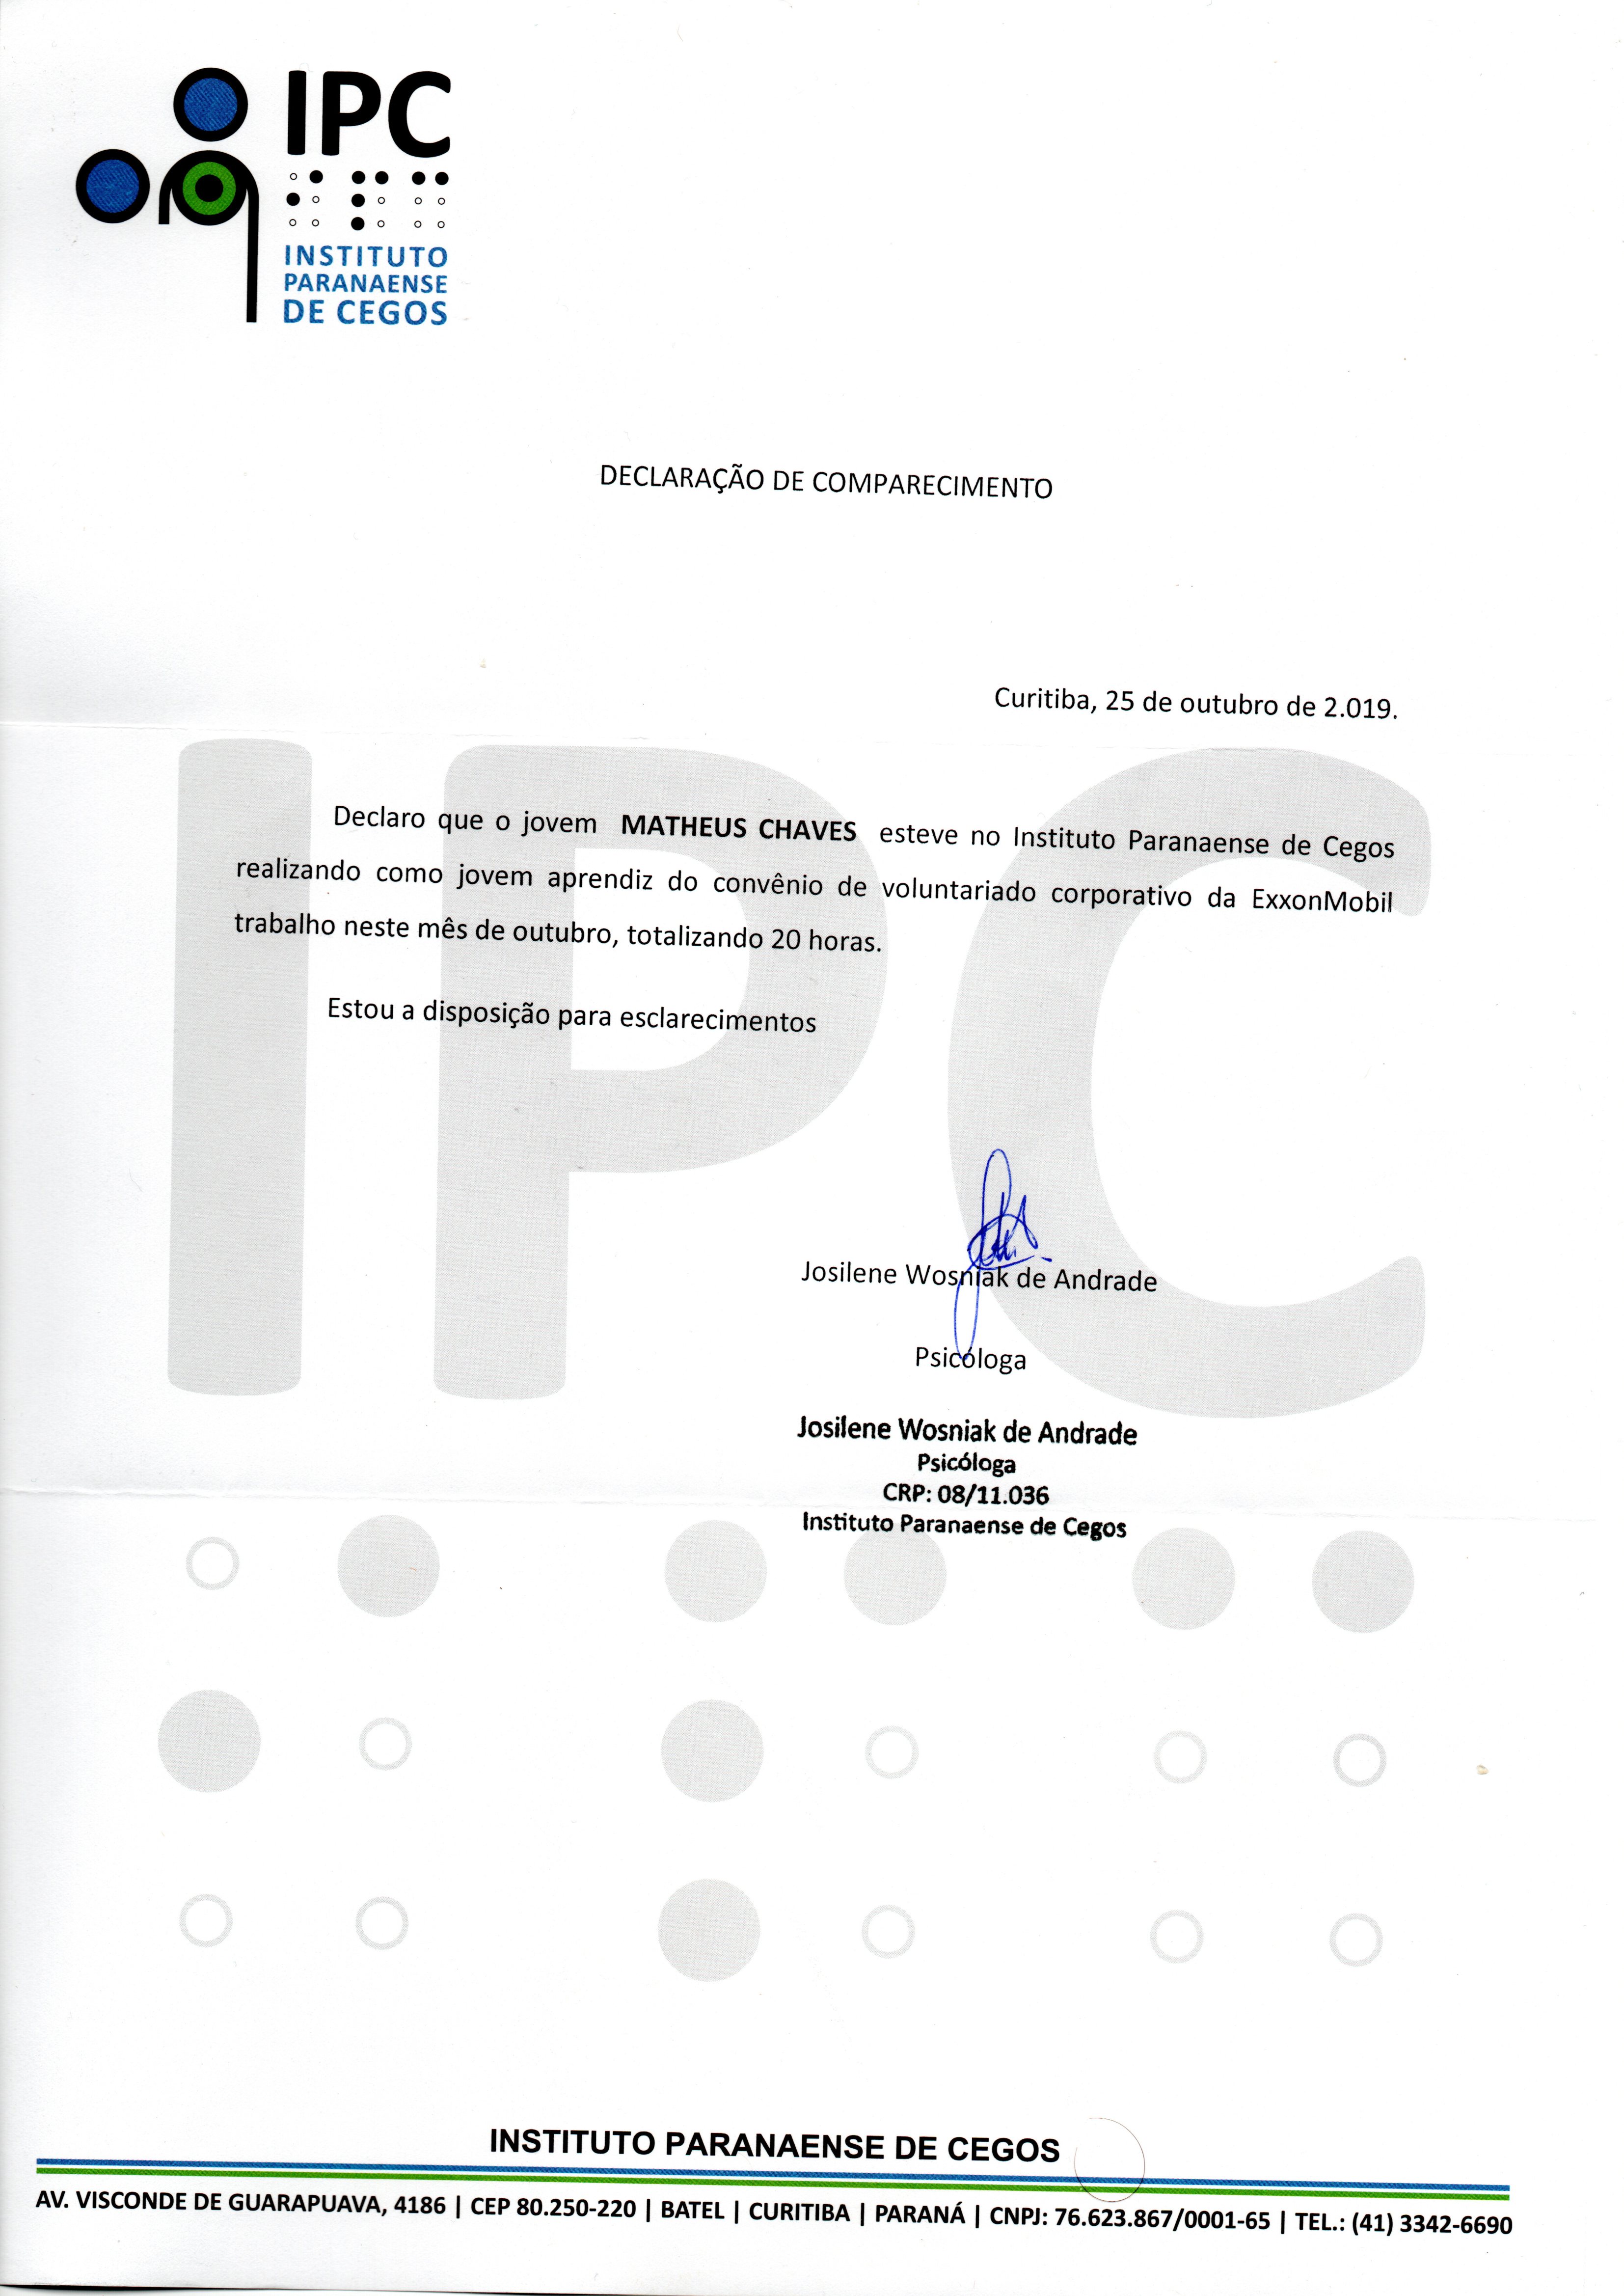 IPC
INSTITUTO
PARANAENSE
DE CEGOS
DECLARAÇÃO DE COMPARECIMENTO
Curitiba, 25 de outubro de 2.019.
Declaro que o jovem MATHEUS CHAVES esteve no Instituto Paranaense de Cegos
realizando como jovem aprendiz do convênio de voluntariado corporativo da ExxonMobil
trabalho neste mês de outubro, totalizando 20 horas.
Estou a disposição para esclarecimentos
IPC
Josilene Wosniak de Andrade
Psicóloga
Josilene Wosniak de Andrade
Psicóloga
CRP: 08/11.036
Instituto Paranaense de Cegos
INSTITUTO PARANAENSE DE CEGOS
AV. VISCONDE DE GUARAPUAVA, 4186 | CEP 80.250-220 | BATEL | CURITIBA | PARANÁ | CNPJ: 76.623.867/0001-65 | TEL.: (41) 3342-6690